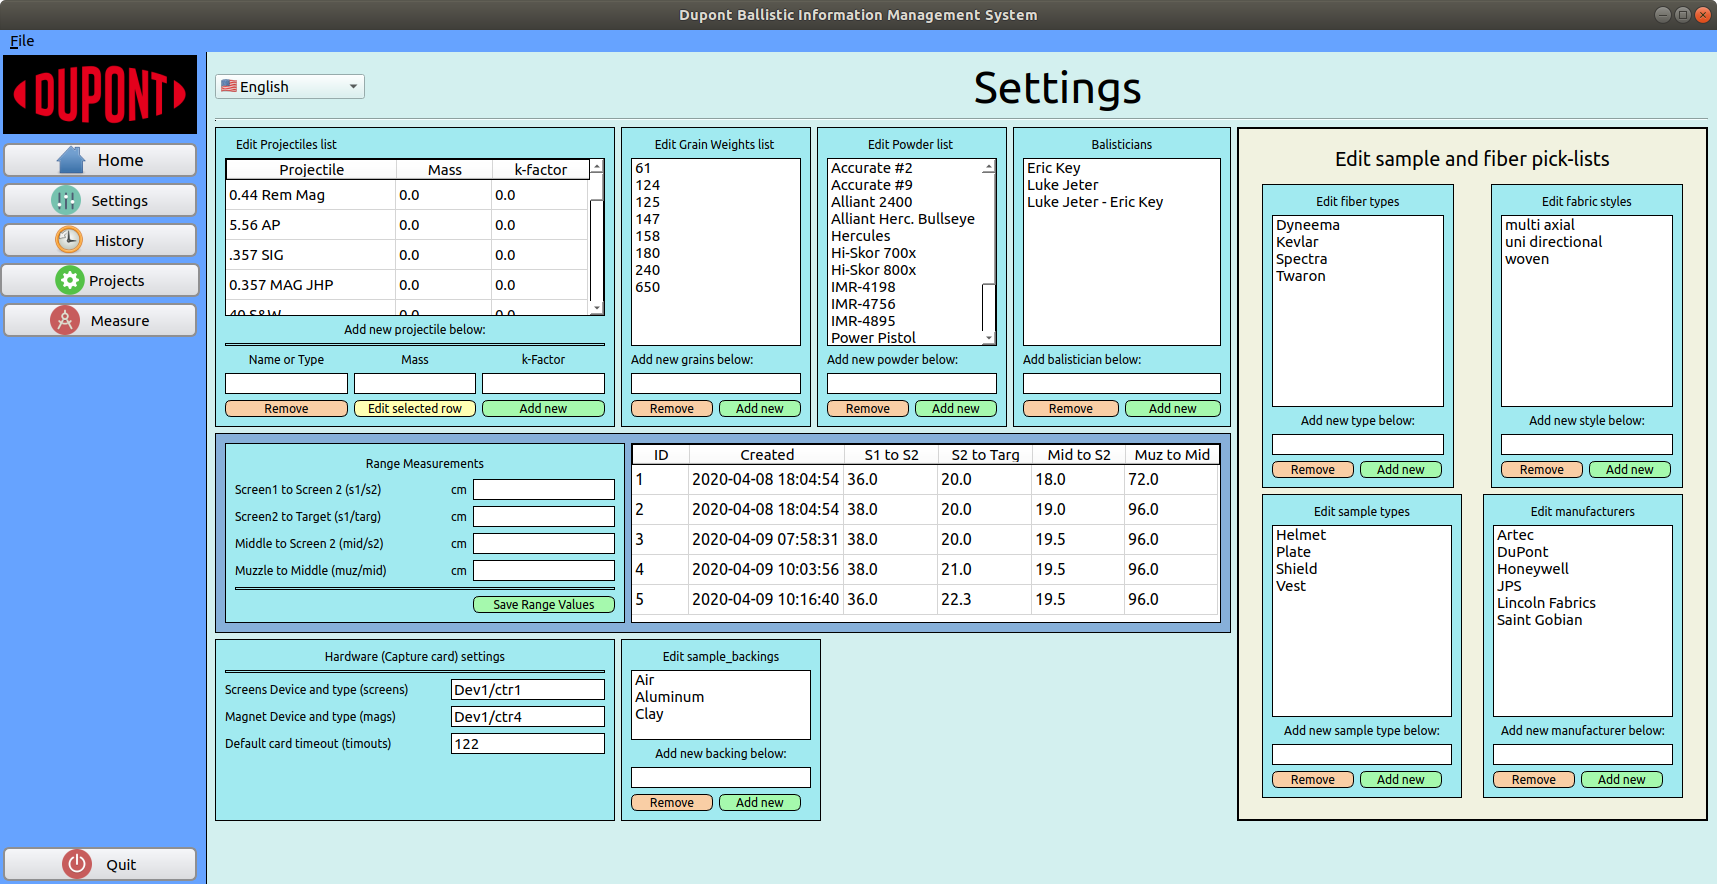 Dupont Ballistic Information Management System
File
DUPONT
Home
Settings
History
Projects
Measure
Quit
English
Settings
Edit Projectiles list
Projectile Mass k-factor
0.44 Rem Mag 0.0 0.0
5.56 AP 0.0 0.0
.357 SIG 0.0 0.0
0.357 MAG JHP 0.0 0.0
40 S&W 0.0 0.0
Add new projectile below:
Name or Type Mass k-Factor
Remove Edit selected row Add new
Edit Grain Weights list
61
124
125
147
158
180
240
650
Add new grains below:
Remove Add new
Edit Powder list
Accurate #2
Accurate #9
Alliant 2400
Alliant Herc. Bullseye
Hercules
Hi-Skor 700x
Hi-Skor 800x
IMR-4198
IMR-4756
IMR-4895
Power Pistol
Add new powder below:
Remove Add new
Balisticians
Eric Key
Luke Jeter
Luke Jeter - Eric Key
Add balistician below:
Remove Add new
Edit sample and fiber pick-lists
Edit fiber types
Dyneema
Kevlar
Spectra
Twaron
Add new type below:
Remove Add new
Edit fabric styles
multi axial
uni directional
woven
Add new style below:
Remove Add new
Edit sample types
Helmet
Plate
Shield
Vest
Add new sample type below:
Remove Add new
Edit manufacturers
Artec
DuPont
Honeywell
JPS
Lincoln Fabrics
Saint Gobian
Add new manufacturer below:
Remove Add new
Range Measurements
Screen1 to Screen 2 (s1/s2) cm
Screen2 to Target (s1/targ) cm
Middle to Screen 2 (mid/s2) cm
Muzzle to Middle (muz/mid) cm
Save Range Values
ID Created S1 to S2 S2 to Targ Mid to S2 Muz to Mid
1 2020-04-08 18:04:54 36.0 20.0 18.0 72.0
2 2020-04-08 18:04:54 38.0 20.0 19.0 96.0
3 2020-04-09 07:58:31 38.0 20.0 19.5 96.0
4 2020-04-09 10:03:56 38.0 21.0 19.5 96.0
5 2020-04-09 10:16:40 36.0 22.3 19.5 96.0
Hardware (Capture card) settings
Screens Device and type (screens) Dev1/ctr1
Magnet Device and type (mags) Dev1/ctr4
Default card timeout (timouts) 122
Edit sample_backings
Air
Aluminum
Clay
Add new backing below:
Remove Add new